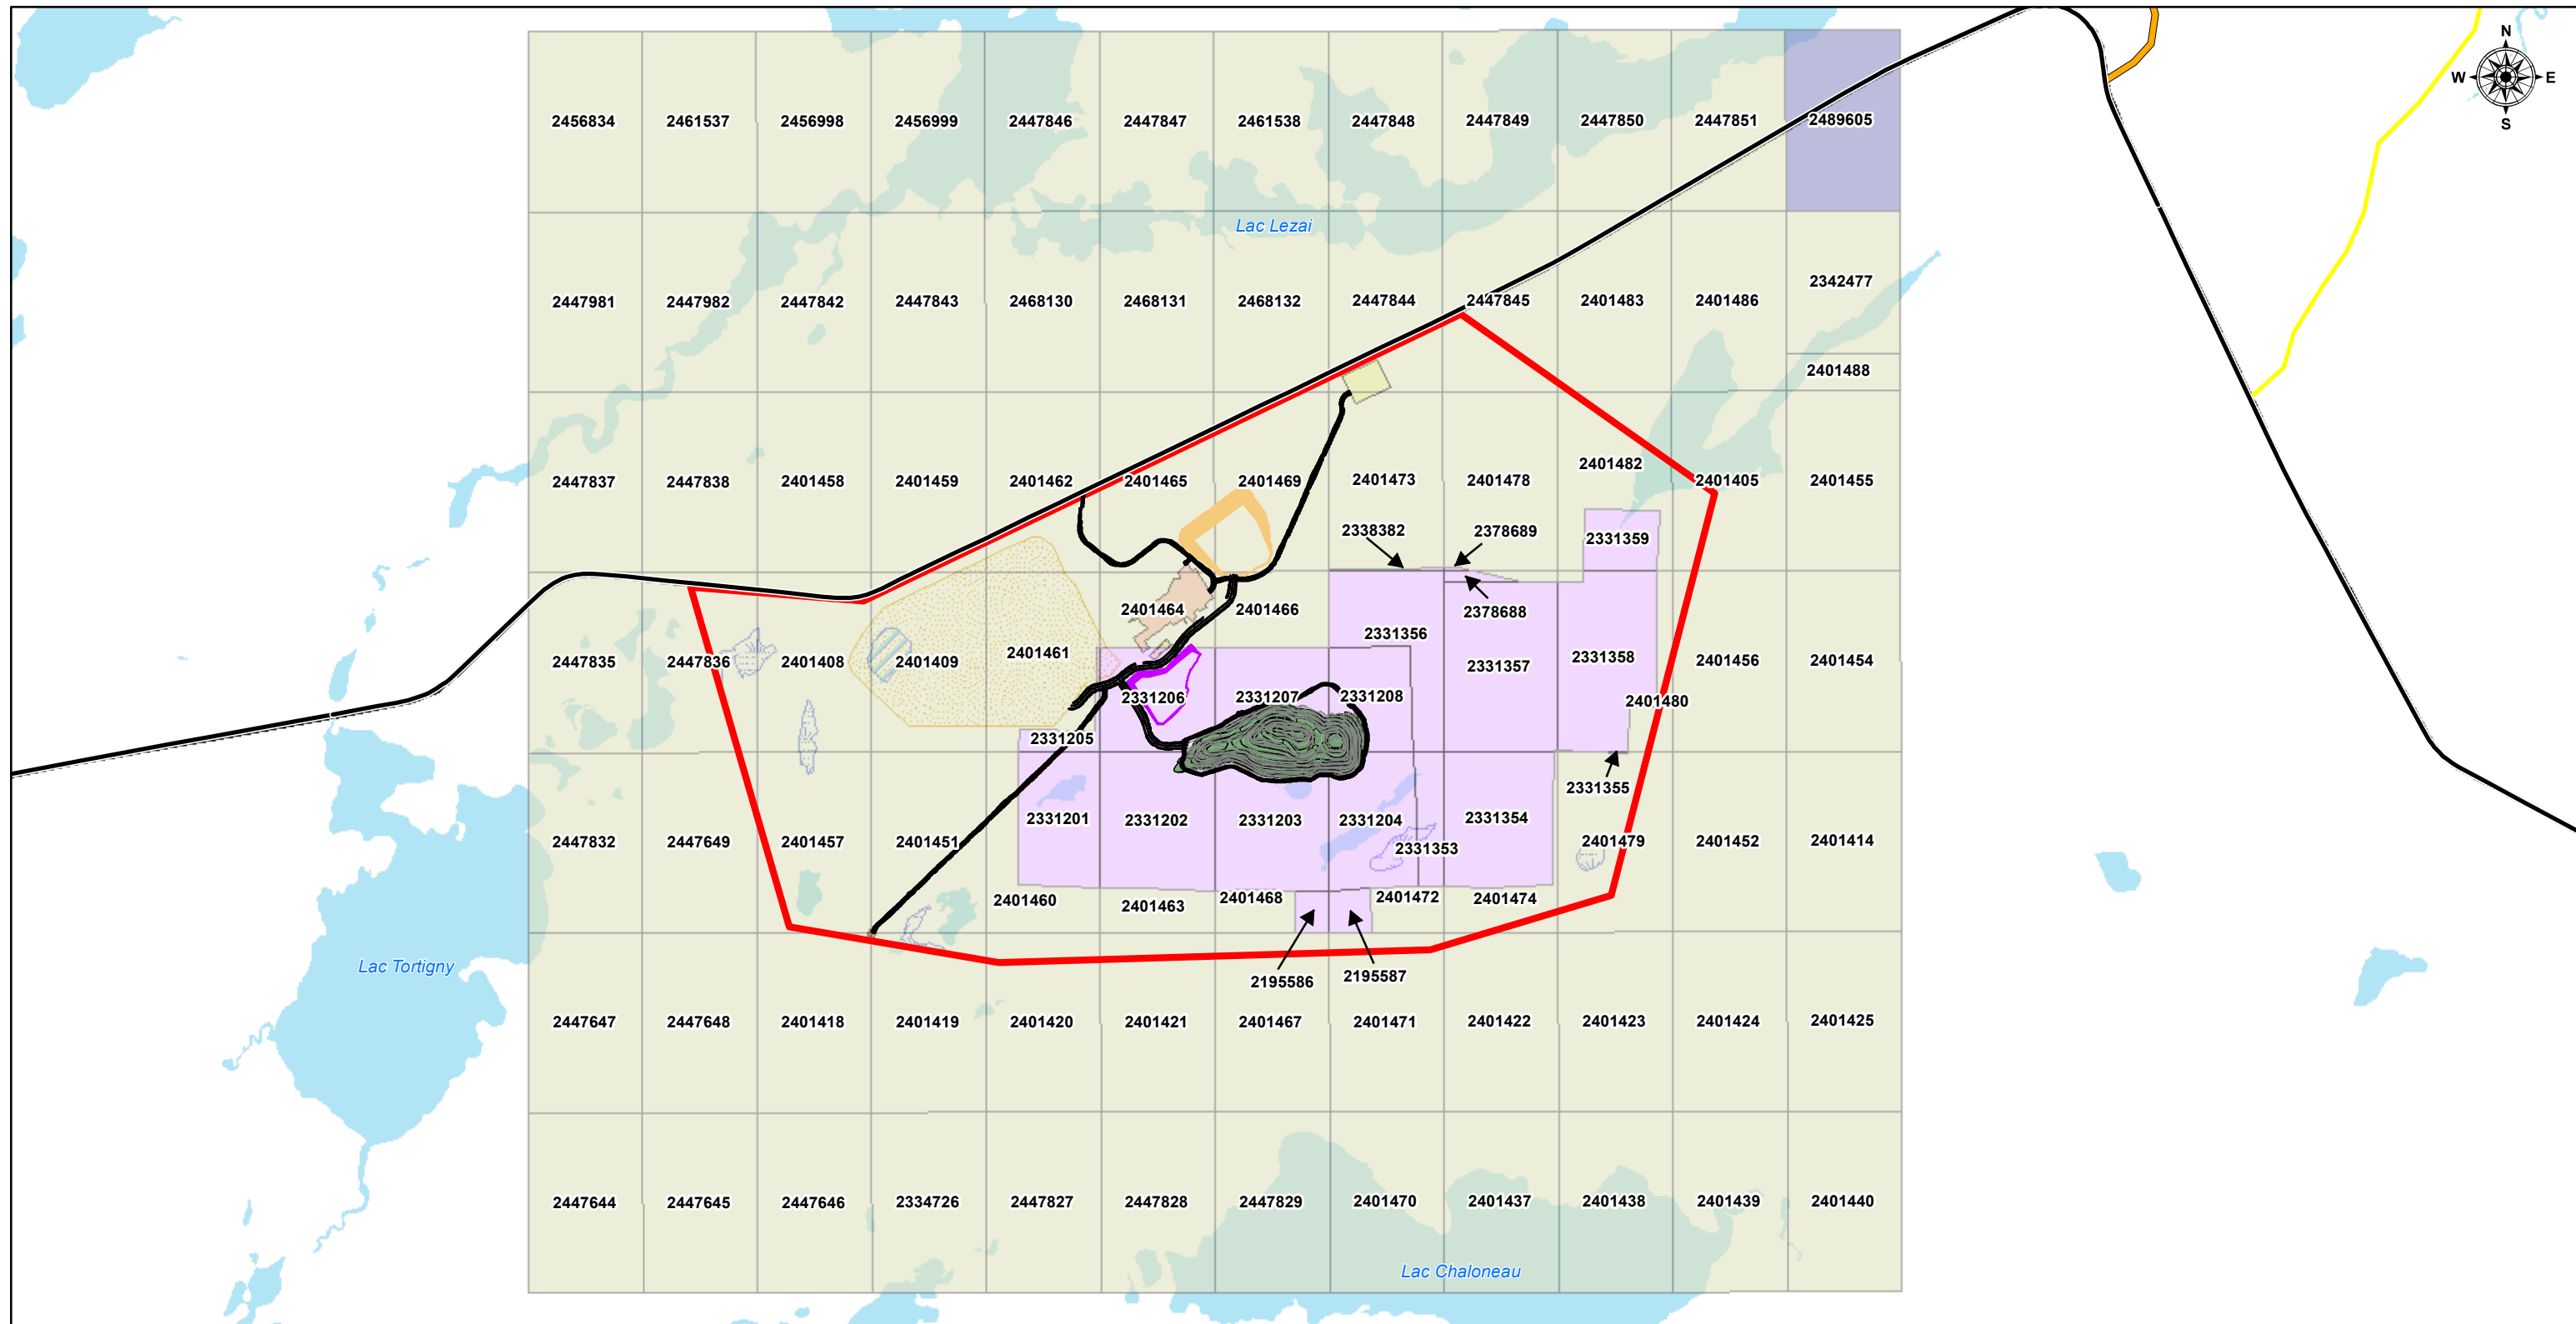 N
W E
S
2456834 2461537 2456998 2456999 2447846 2447847 2461538 2447848 2447849 2447850 2447851 2489605
Lac Lezai
2447981 2447982 2447842 2447843 2468130 2468131 2468132 2447844 2447845 2401483 2401486 2342477
2401488
2447837 2447838 2401458 2401459 2401462 2401465 2401469 2401473 2401478 2401482 2401405 2401455
2338382 2378689 2331359
2401464 2401466 2378688
2331356
2447835 2447836 2401408 2401409 2401461 2331357 2331358 2401456 2401454
2331206 2331207 2331208 2401480
2331205
2331355
2331201 2331202 2331203 2331204 2331354
2447832 2447649 2401457 2401451 2331353 2401479 2401452 2401414
2401460 2401463 2401468 2401472 2401474
Lac Tortigny
2195586 2195587
2447647 2447648 2401418 2401419 2401420 2401421 2401467 2401471 2401422 2401423 2401424 2401425
2447644 2447645 2447646 2334726 2447827 2447828 2447829 2401470 2401437 2401438 2401439 2401440
Lac Chaloneau